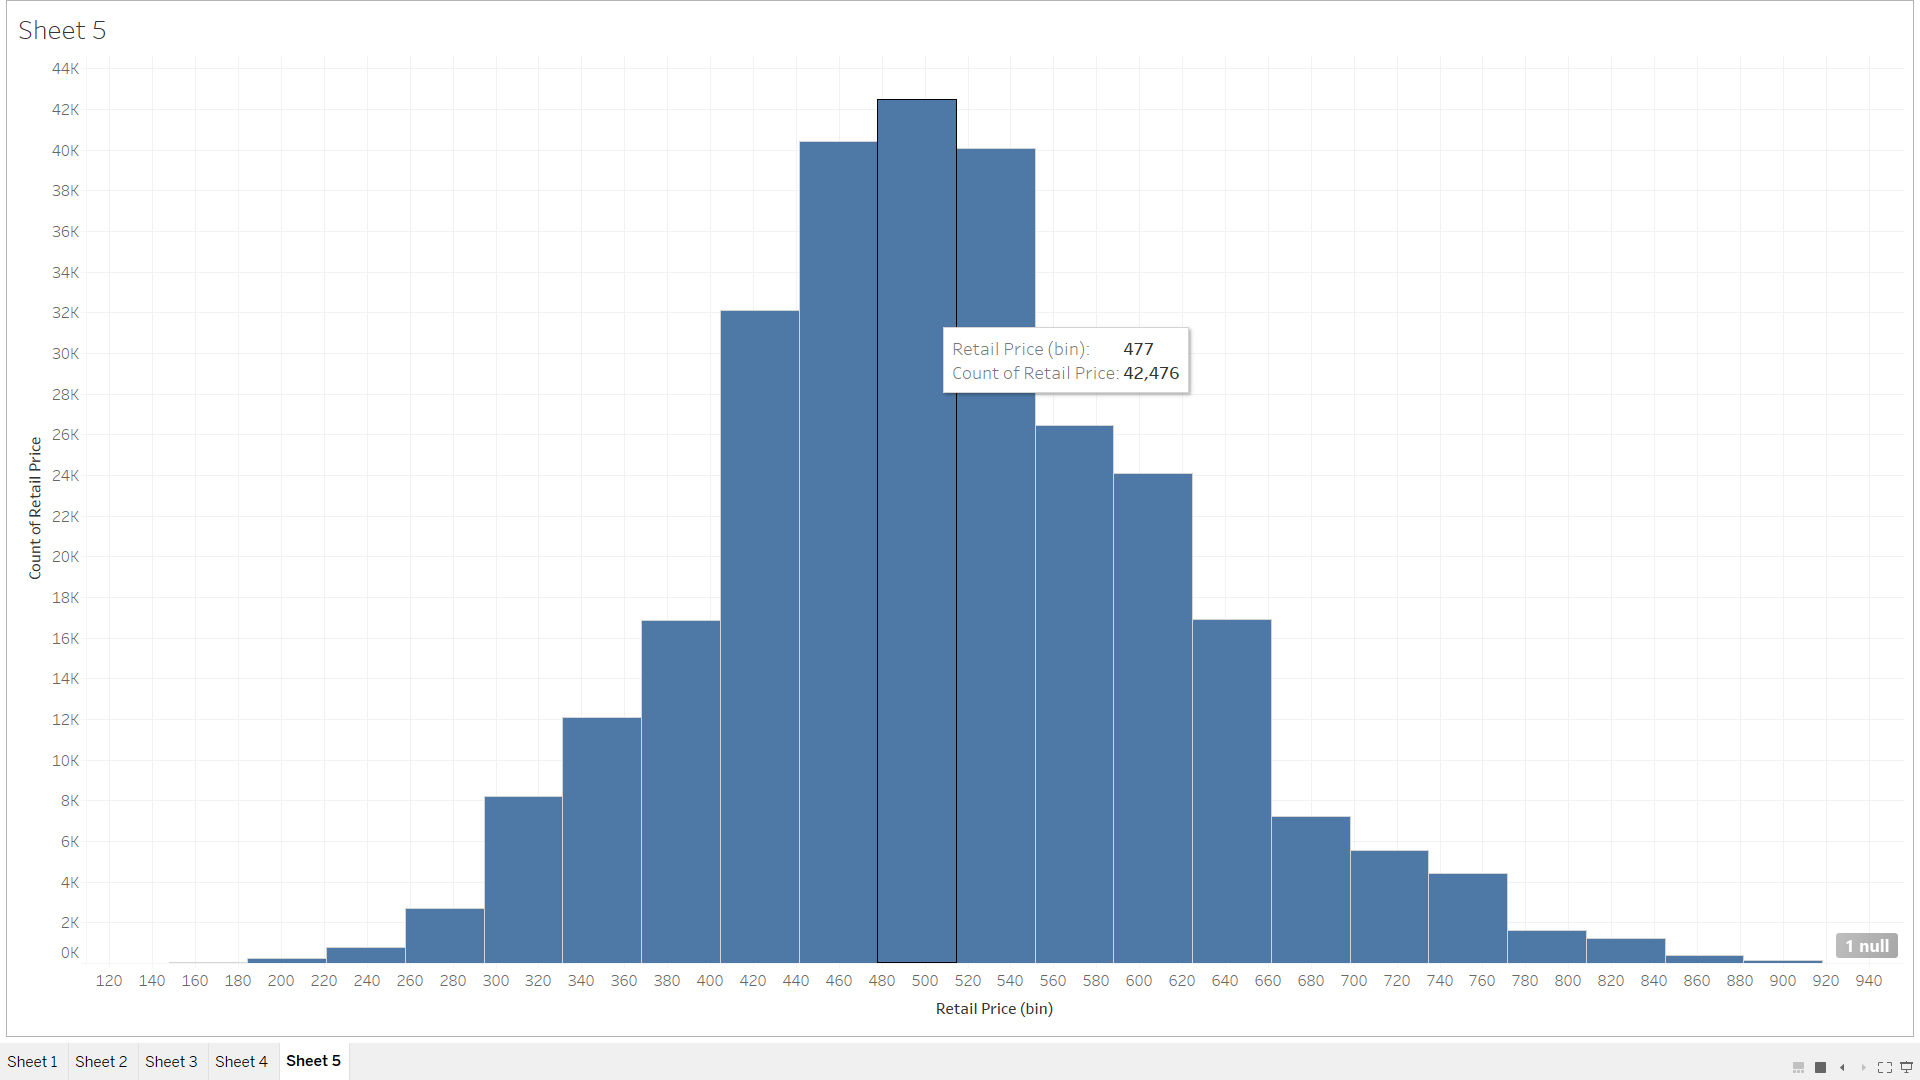 Sheet 5
44K
42K
40K
38K
36K
34K
32K
30K
28K
26K
24K
22K
20K
18K
16K
14K
12K
10K
8K
6K
4K
2K
0K
Count of Retail Price
Retail Price (bin): 477
Count of Retail Price: 42,476
1 null
120 140 160 180 200 220 240 260 280 300 320 340 360 380 400 420 440 460 480 500 520 540 560 580 600 620 640 660 680 700 720 740 760 780 800 820 840 860 880 900 920 940
Retail Price (bin)
Sheet 1 Sheet 2 Sheet 3 Sheet 4 Sheet 5